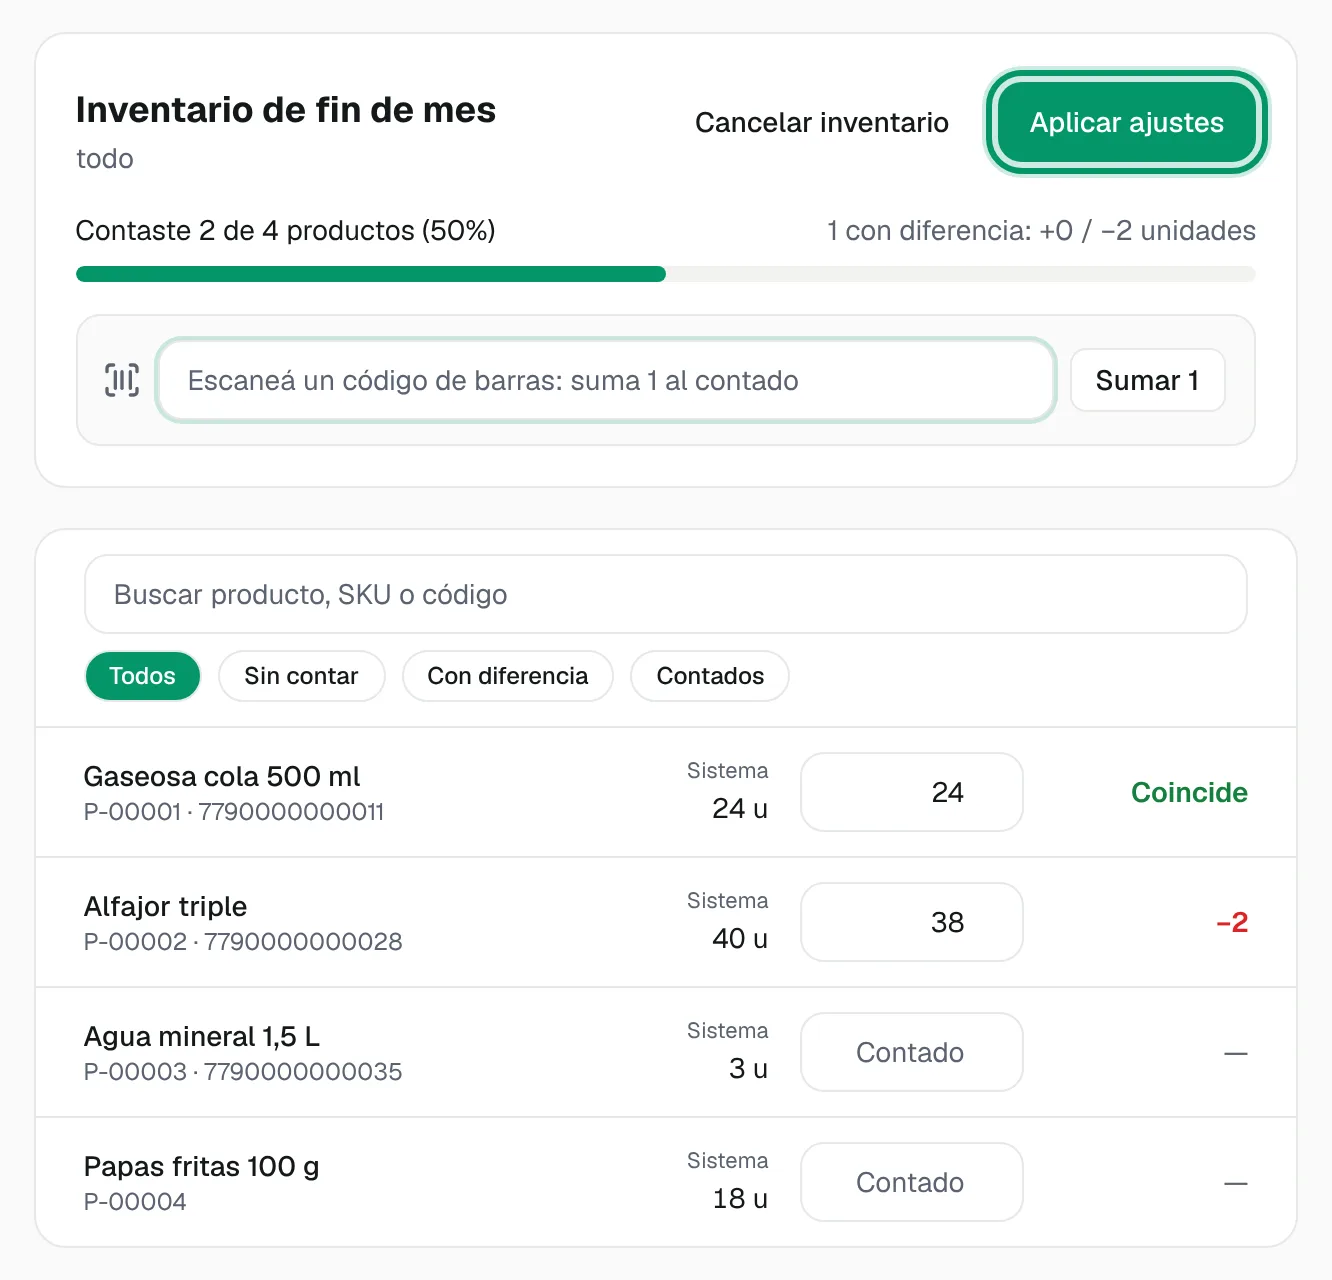 Inventario de fin de mes
todo
Cancelar inventario
Aplicar ajustes
Contaste 2 de 4 productos (50%)
1 con diferencia: +0 / −2 unidades
Escaneá un código de barras: suma 1 al contado
Sumar 1
Buscar producto, SKU o código
Todos
Sin contar
Con diferencia
Contados
Gaseosa cola 500 ml
P-00001 · 7790000000011
Sistema
24 u
24
Coincide
Alfajor triple
P-00002 · 7790000000028
Sistema
40 u
38
−2
Agua mineral 1,5 L
P-00003 · 7790000000035
Sistema
3 u
Contado
—
Papas fritas 100 g
P-00004
Sistema
18 u
Contado
—